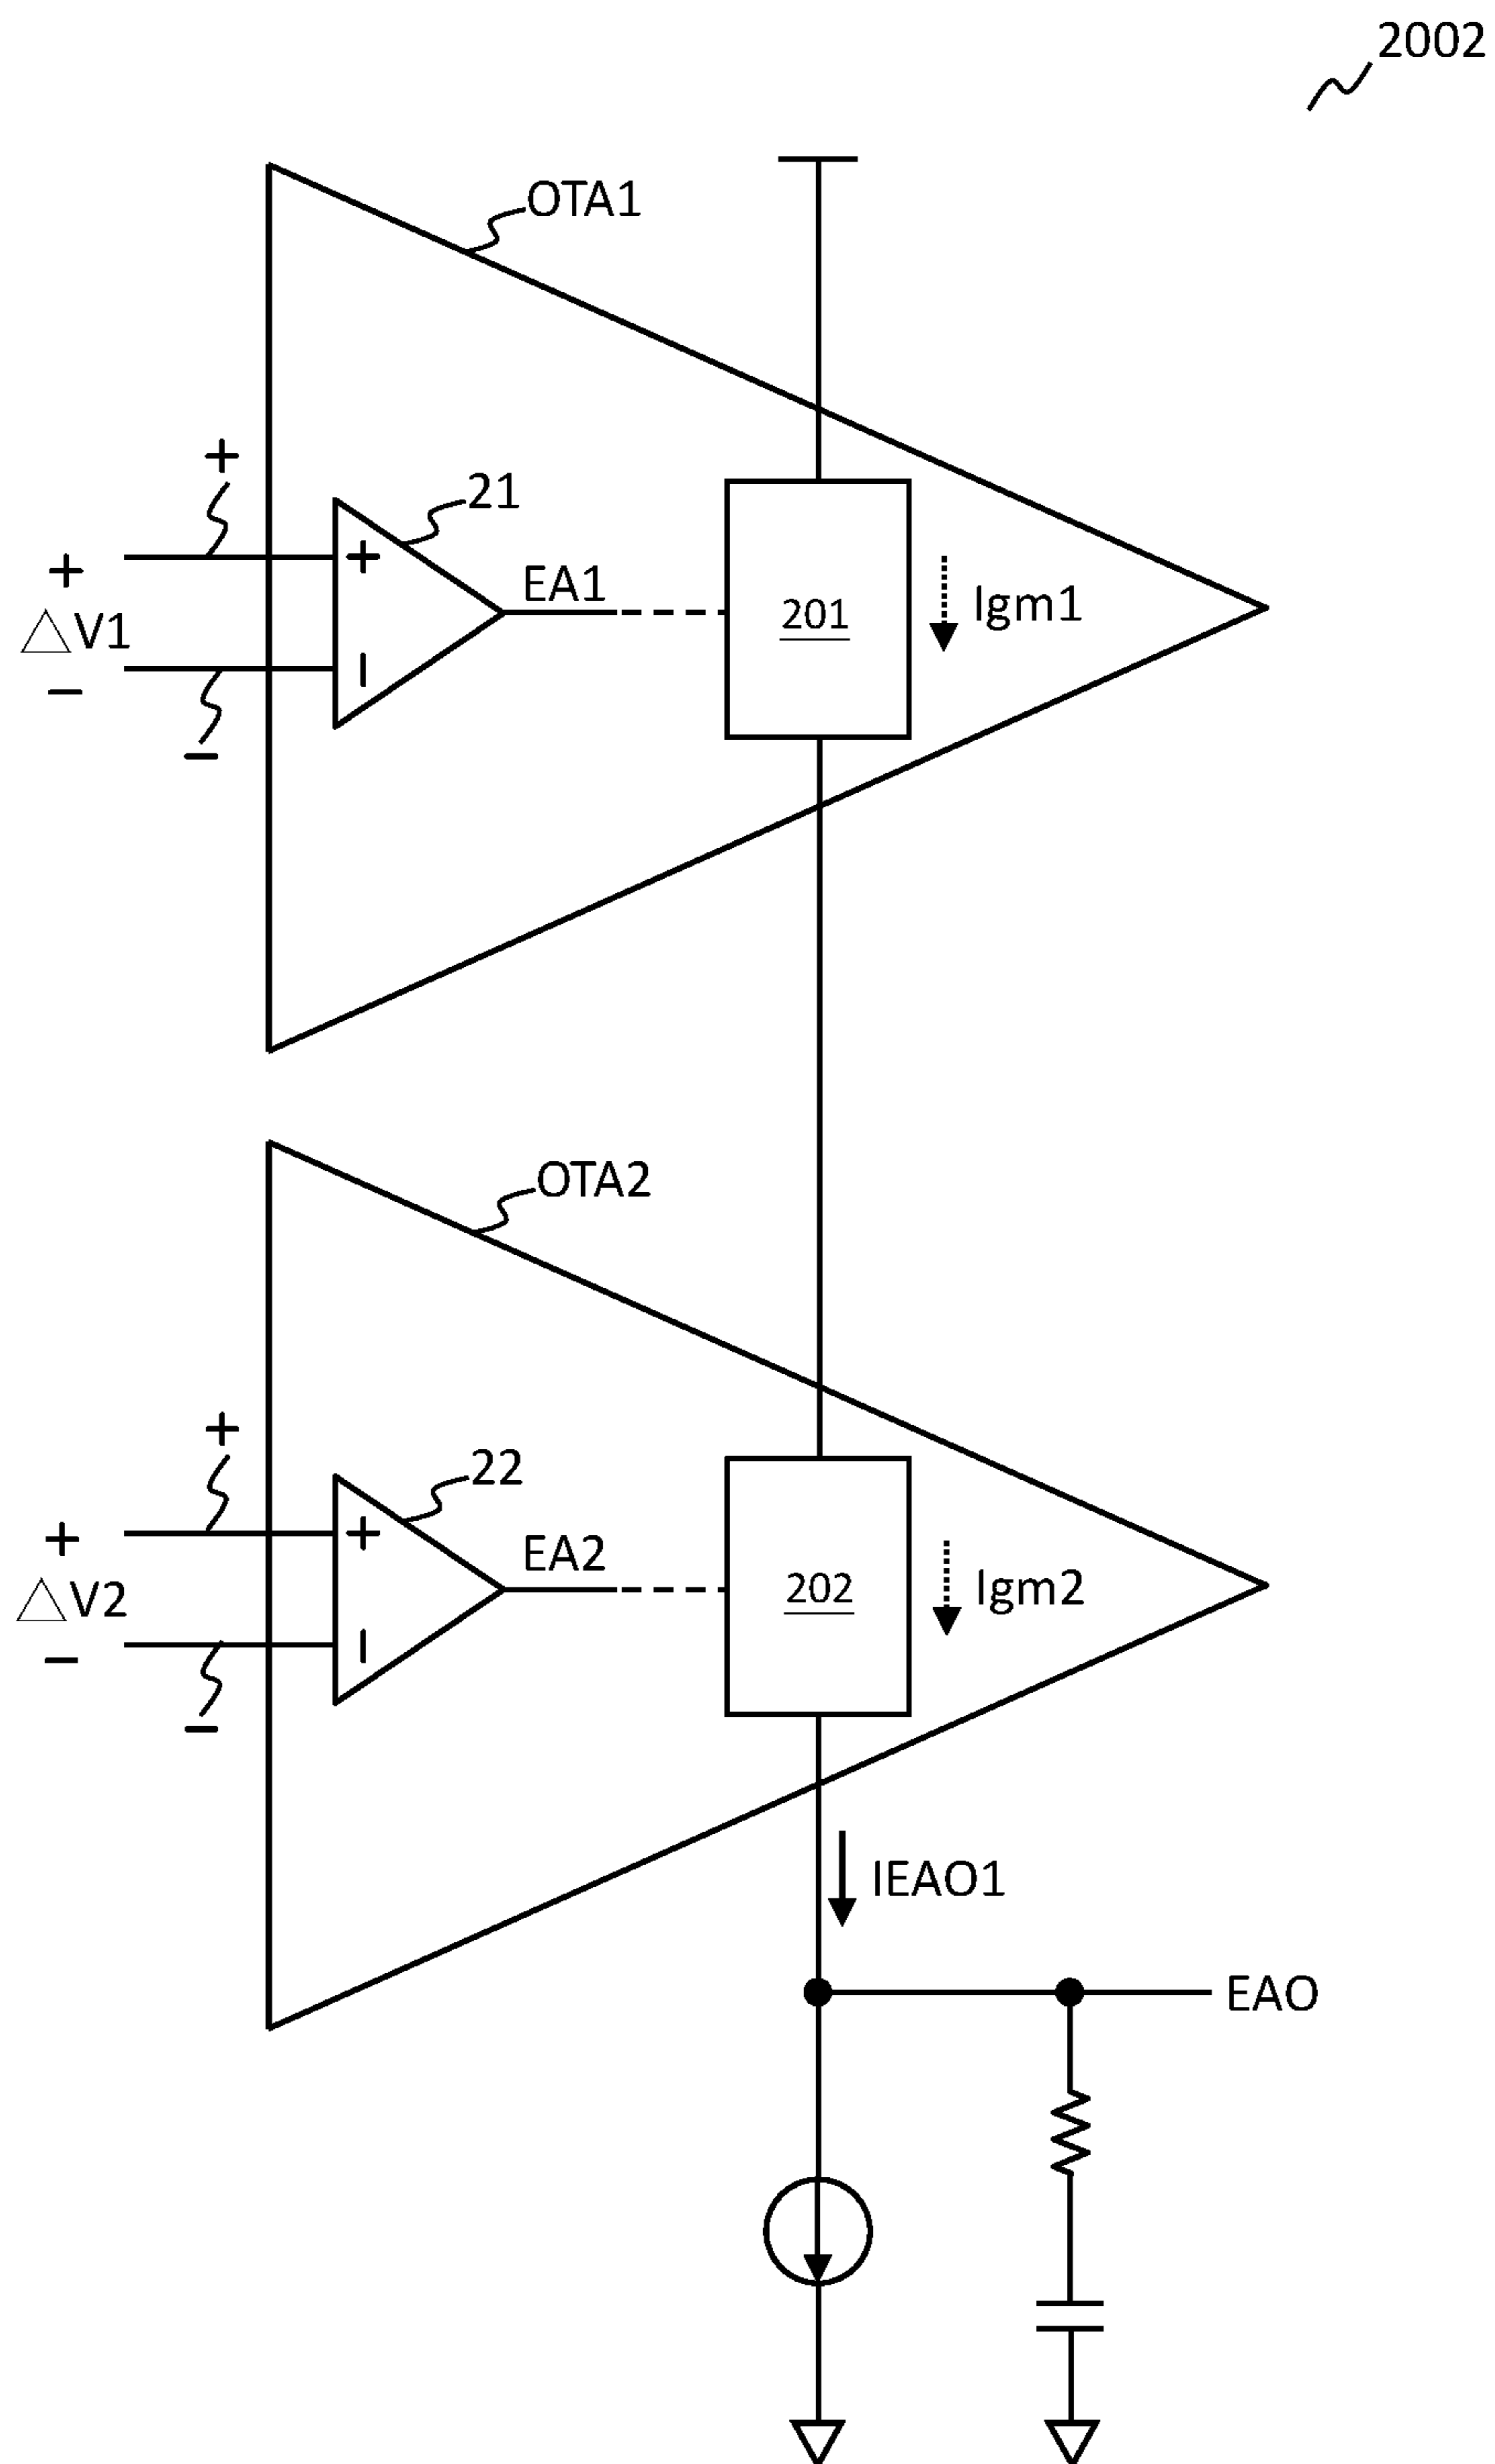 2002
OTA1
+
21
+
+
EA1
△V1
201
Igm1
−
−
−
OTA2
+
22
+
+
EA2
△V2
202
Igm2
−
−
−
IEAO1
EAO